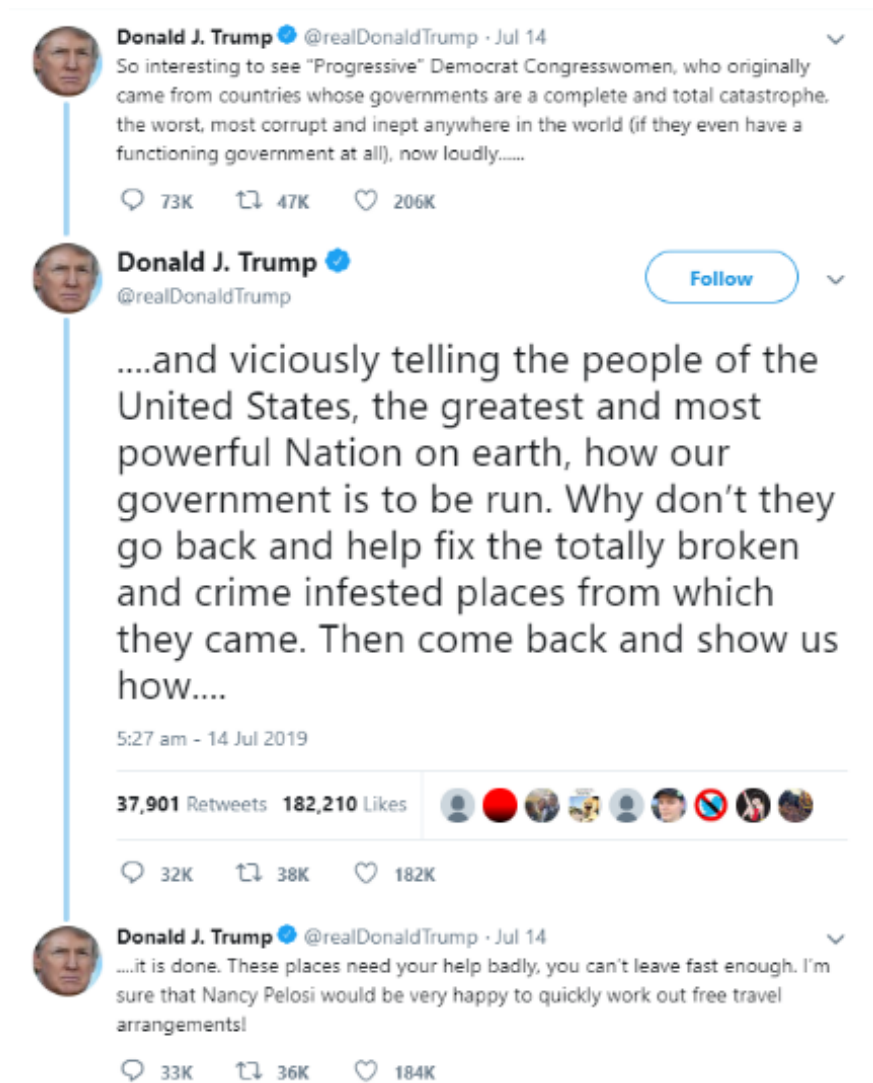 Donald J. Trump @realDonaldTrump · Jul 14
So interesting to see "Progressive" Democrat Congresswomen, who originally
came from countries whose governments are a complete and total catastrophe,
the worst, most corrupt and inept anywhere in the world (if they even have a
functioning government at all), now loudly......
73K 47K 206K
Donald J. Trump
@realDonaldTrump
Follow
....and viciously telling the people of the
United States, the greatest and most
powerful Nation on earth, how our
government is to be run. Why don't they
go back and help fix the totally broken
and crime infested places from which
they came. Then come back and show us
how....
5:27 am - 14 Jul 2019
37,901 Retweets 182,210 Likes
32K 38K 182K
Donald J. Trump @realDonaldTrump · Jul 14
....it is done. These places need your help badly, you can't leave fast enough. I'm
sure that Nancy Pelosi would be very happy to quickly work out free travel
arrangements!
33K 36K 184K